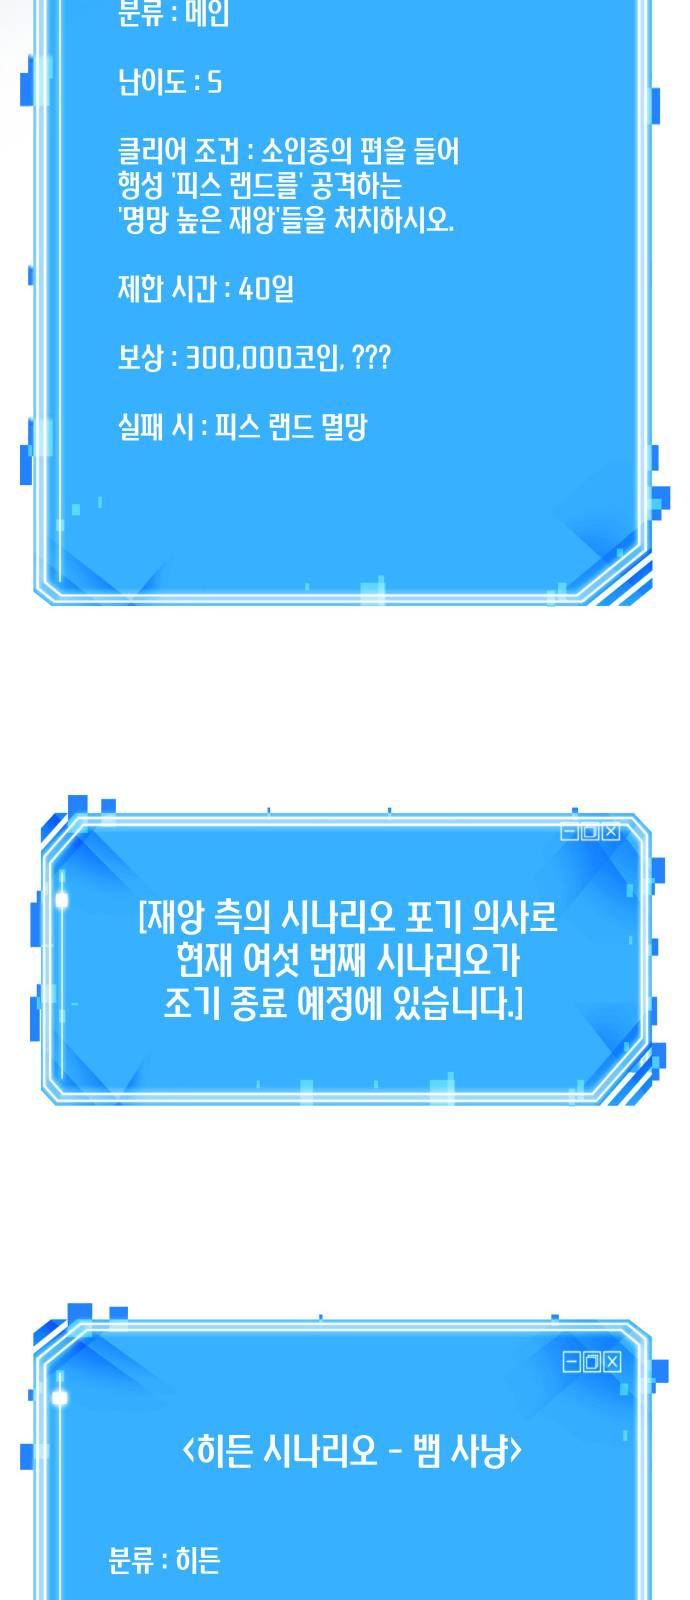 분류 : 메인
난이도 : S
클리어 조건 : 소인종의 편을 들어
행성 '피스 랜드를' 공격하는
'명망 높은 재앙'들을 처치하시오.
제한 시간 : 40일
보상 : 300,000코인, ???
실패 시 : 피스 랜드 멸망
[재앙 측의 시나리오 포기 의사로
현재 여섯 번째 시나리오가
조기 종료 예정에 있습니다.]
<히든 시나리오 - 뱀 사냥>
분류 : 히든